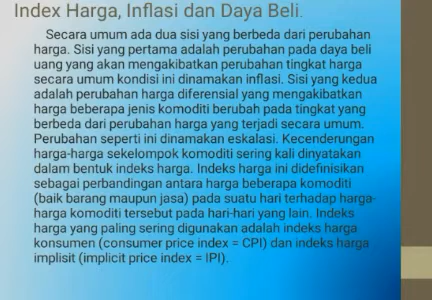 Index Harga, Inflasi dan Daya Beli.
Secara umum ada dua sisi yang berbeda dari perubahan
harga. Sisi yang pertama adalah perubahan pada daya beli
uang yang akan mengakibatkan perubahan tingkat harga
secara umum kondisi ini dinamakan inflasi. Sisi yang kedua
adalah perubahan harga diferensial yang mengakibatkan
harga beberapa jenis komoditi berubah pada tingkat yang
berbeda dari perubahan harga yang terjadi secara umum.
Perubahan seperti ini dinamakan eskalasi. Kecenderungan
harga-harga sekelompok komoditi sering kali dinyatakan
dalam bentuk indeks harga. Indeks harga ini didefinisikan
sebagai perbandingan antara harga beberapa komoditi
(baik barang maupun jasa) pada suatu hari terhadap harga-
harga komoditi tersebut pada hari-hari yang lain. Indeks
harga yang paling sering digunakan adalah indeks harga
konsumen (consumer price index = CPI) dan indeks harga
implisit (implicit price index = IPI).